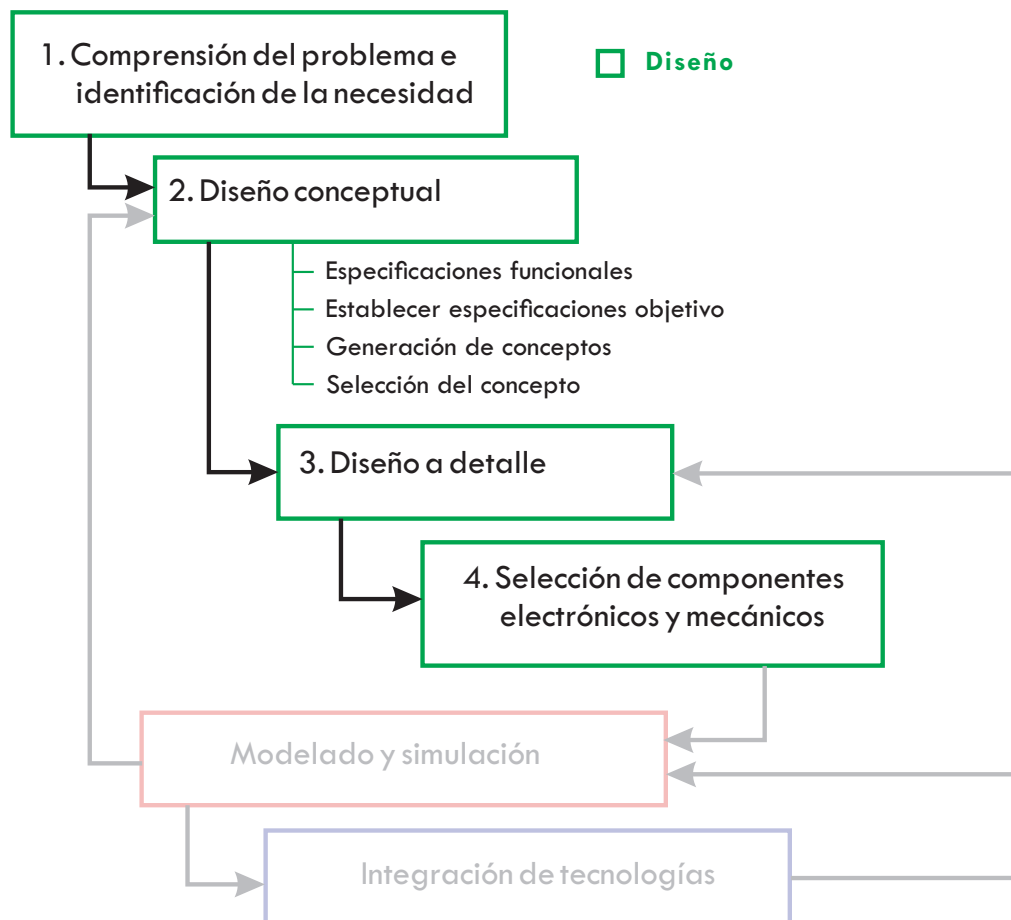 1. Comprensión del problema e
identificación de la necesidad
Diseño
2. Diseño conceptual
Especificaciones funcionales
Establecer especificaciones objetivo
Generación de conceptos
Selección del concepto
3. Diseño a detalle
4. Selección de componentes
electrónicos y mecánicos
Modelado y simulación
Integración de tecnologías